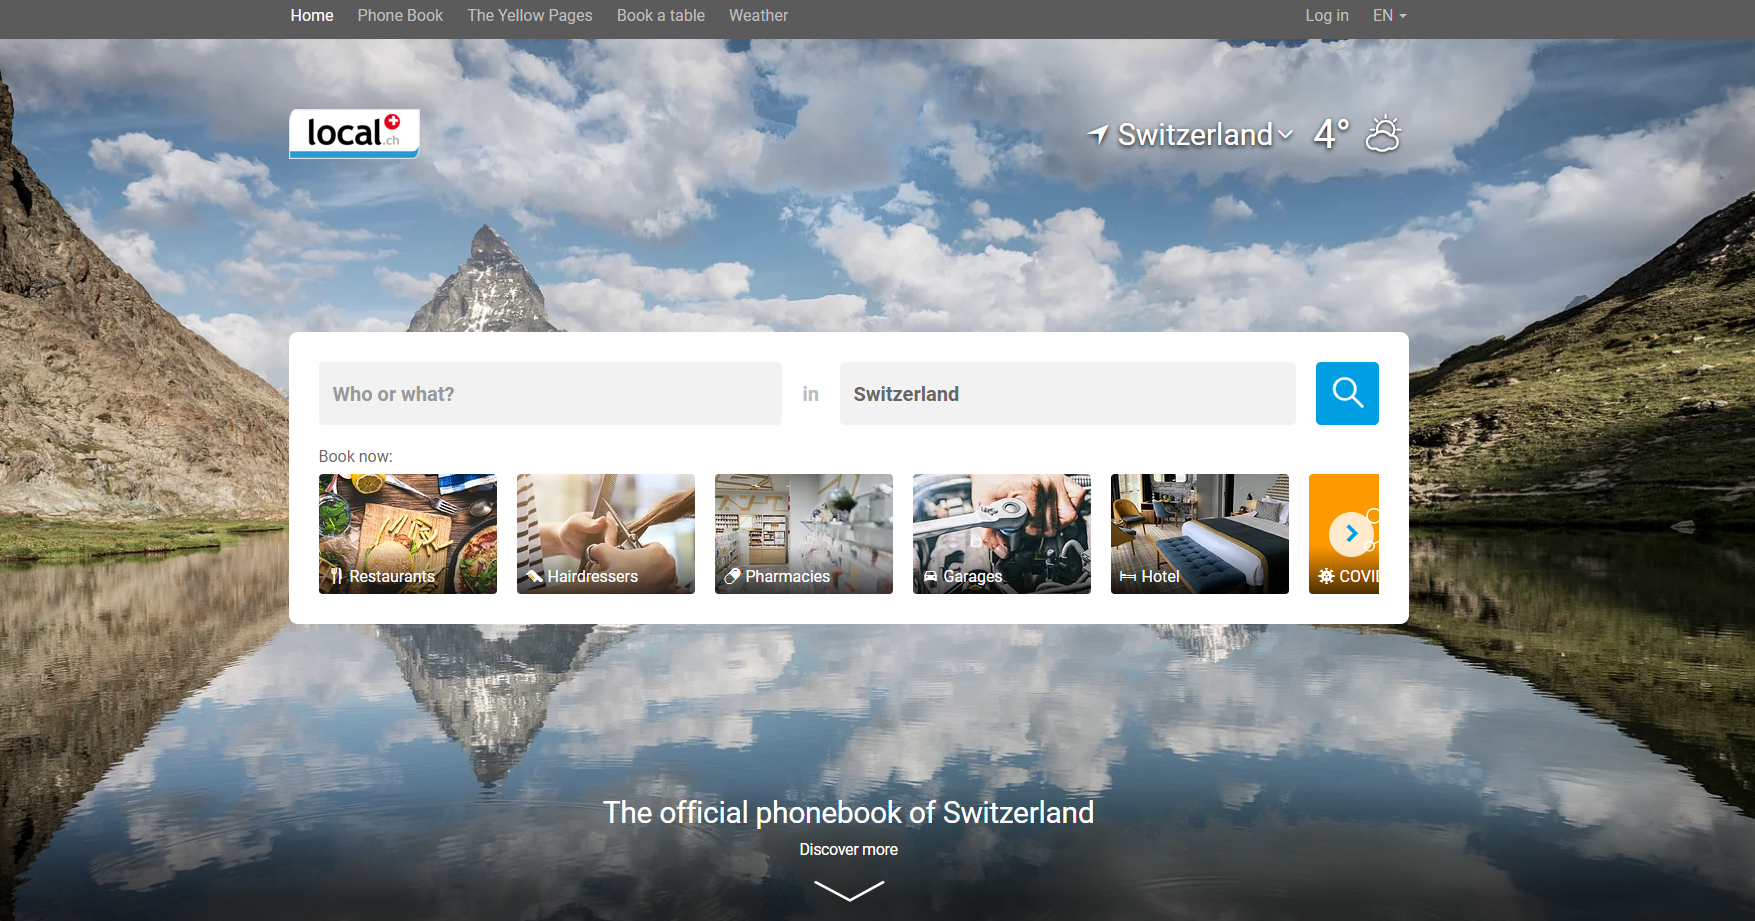 Home Phone Book The Yellow Pages Book a table Weather Log in EN
local.ch Switzerland 4°
Who or what? in Switzerland
Book now:
Restaurants Hairdressers Pharmacies Garages Hotel COVI
The official phonebook of Switzerland
Discover more